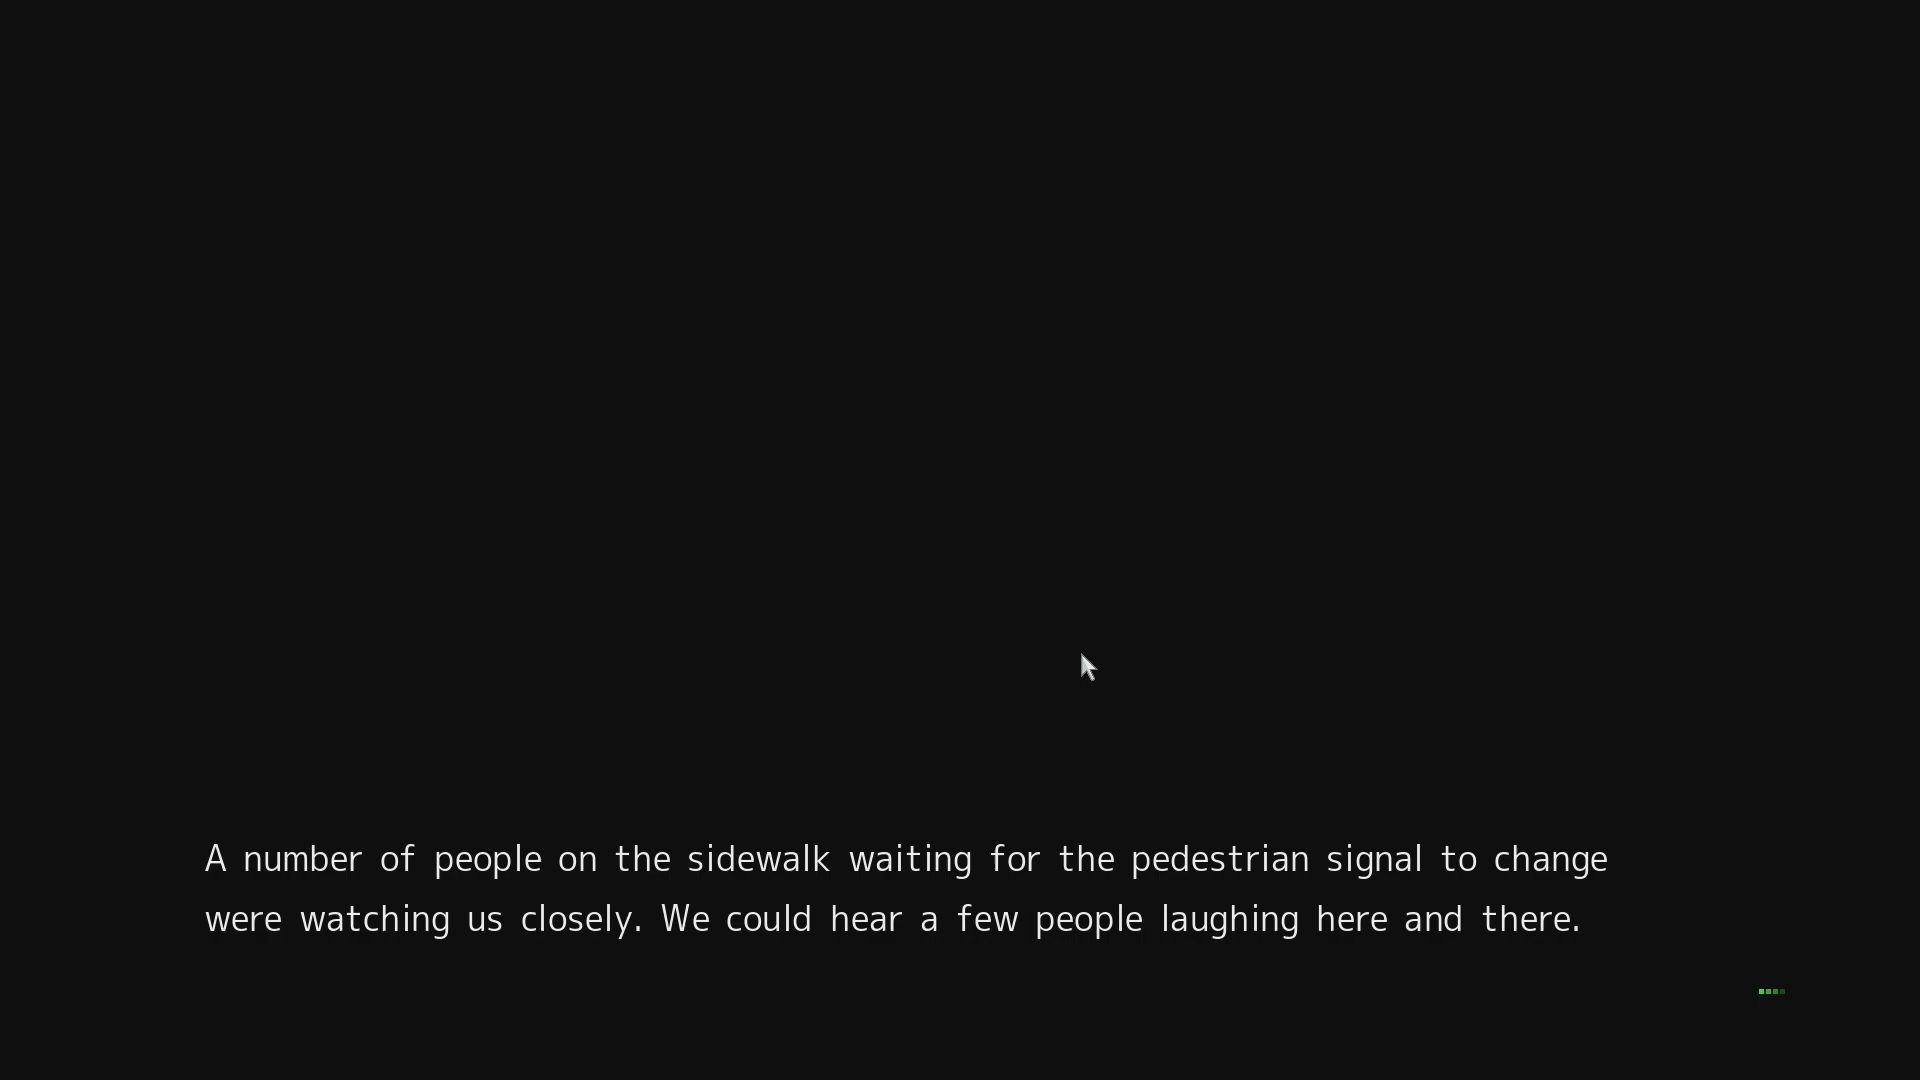 A number of people on the sidewalk waiting for the pedestrian signal to change
were watching us closely. We could hear a few people laughing here and there.